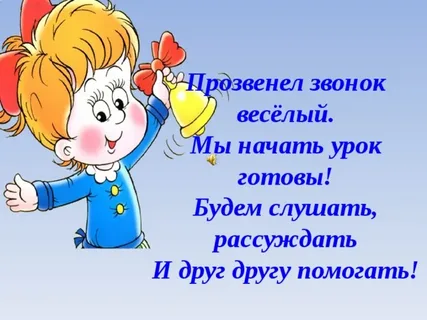 Прозвенел звонок
весёлый.
Мы начать урок
готовы!
Будем слушать,
рассуждать
И друг другу помогать!